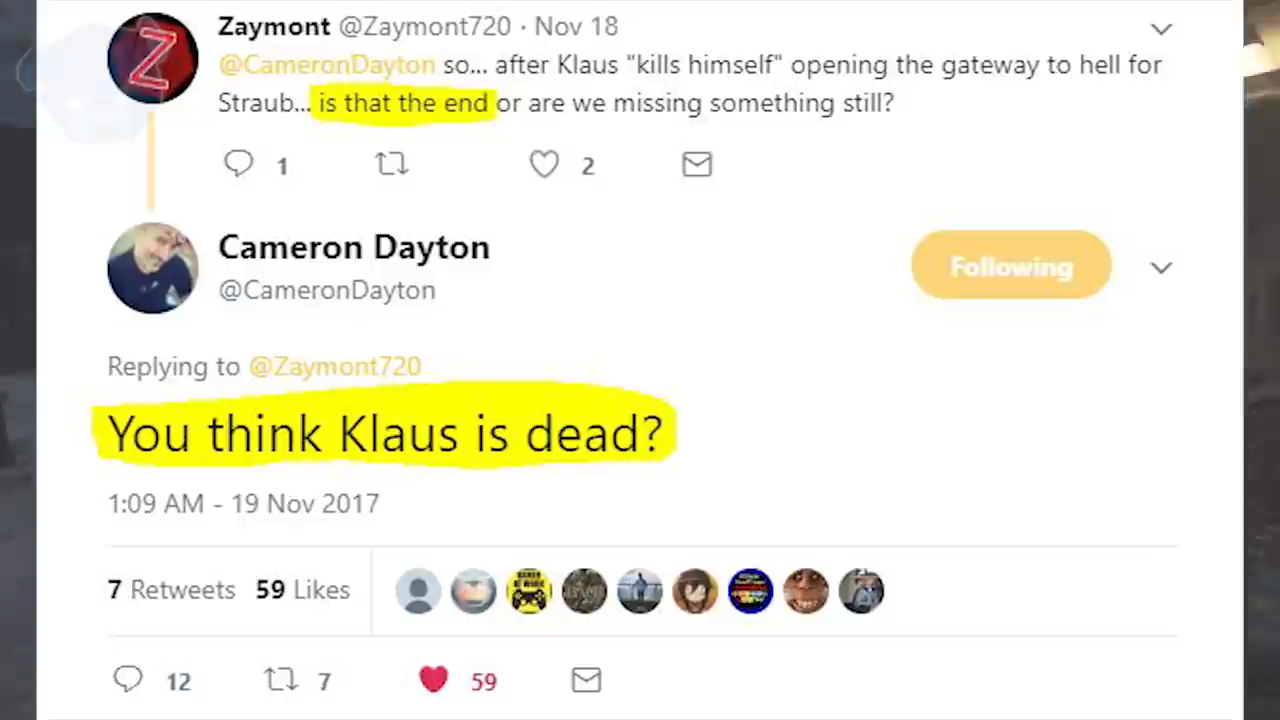 Zaymont @Zaymont720 · Nov 18
@CameronDayton so... after Klaus "kills himself" opening the gateway to hell for
Straub... is that the end or are we missing something still?
1 2
Cameron Dayton
@CameronDayton
Following
Replying to @Zaymont720
You think Klaus is dead?
1:09 AM - 19 Nov 2017
7 Retweets 59 Likes
12 7 59